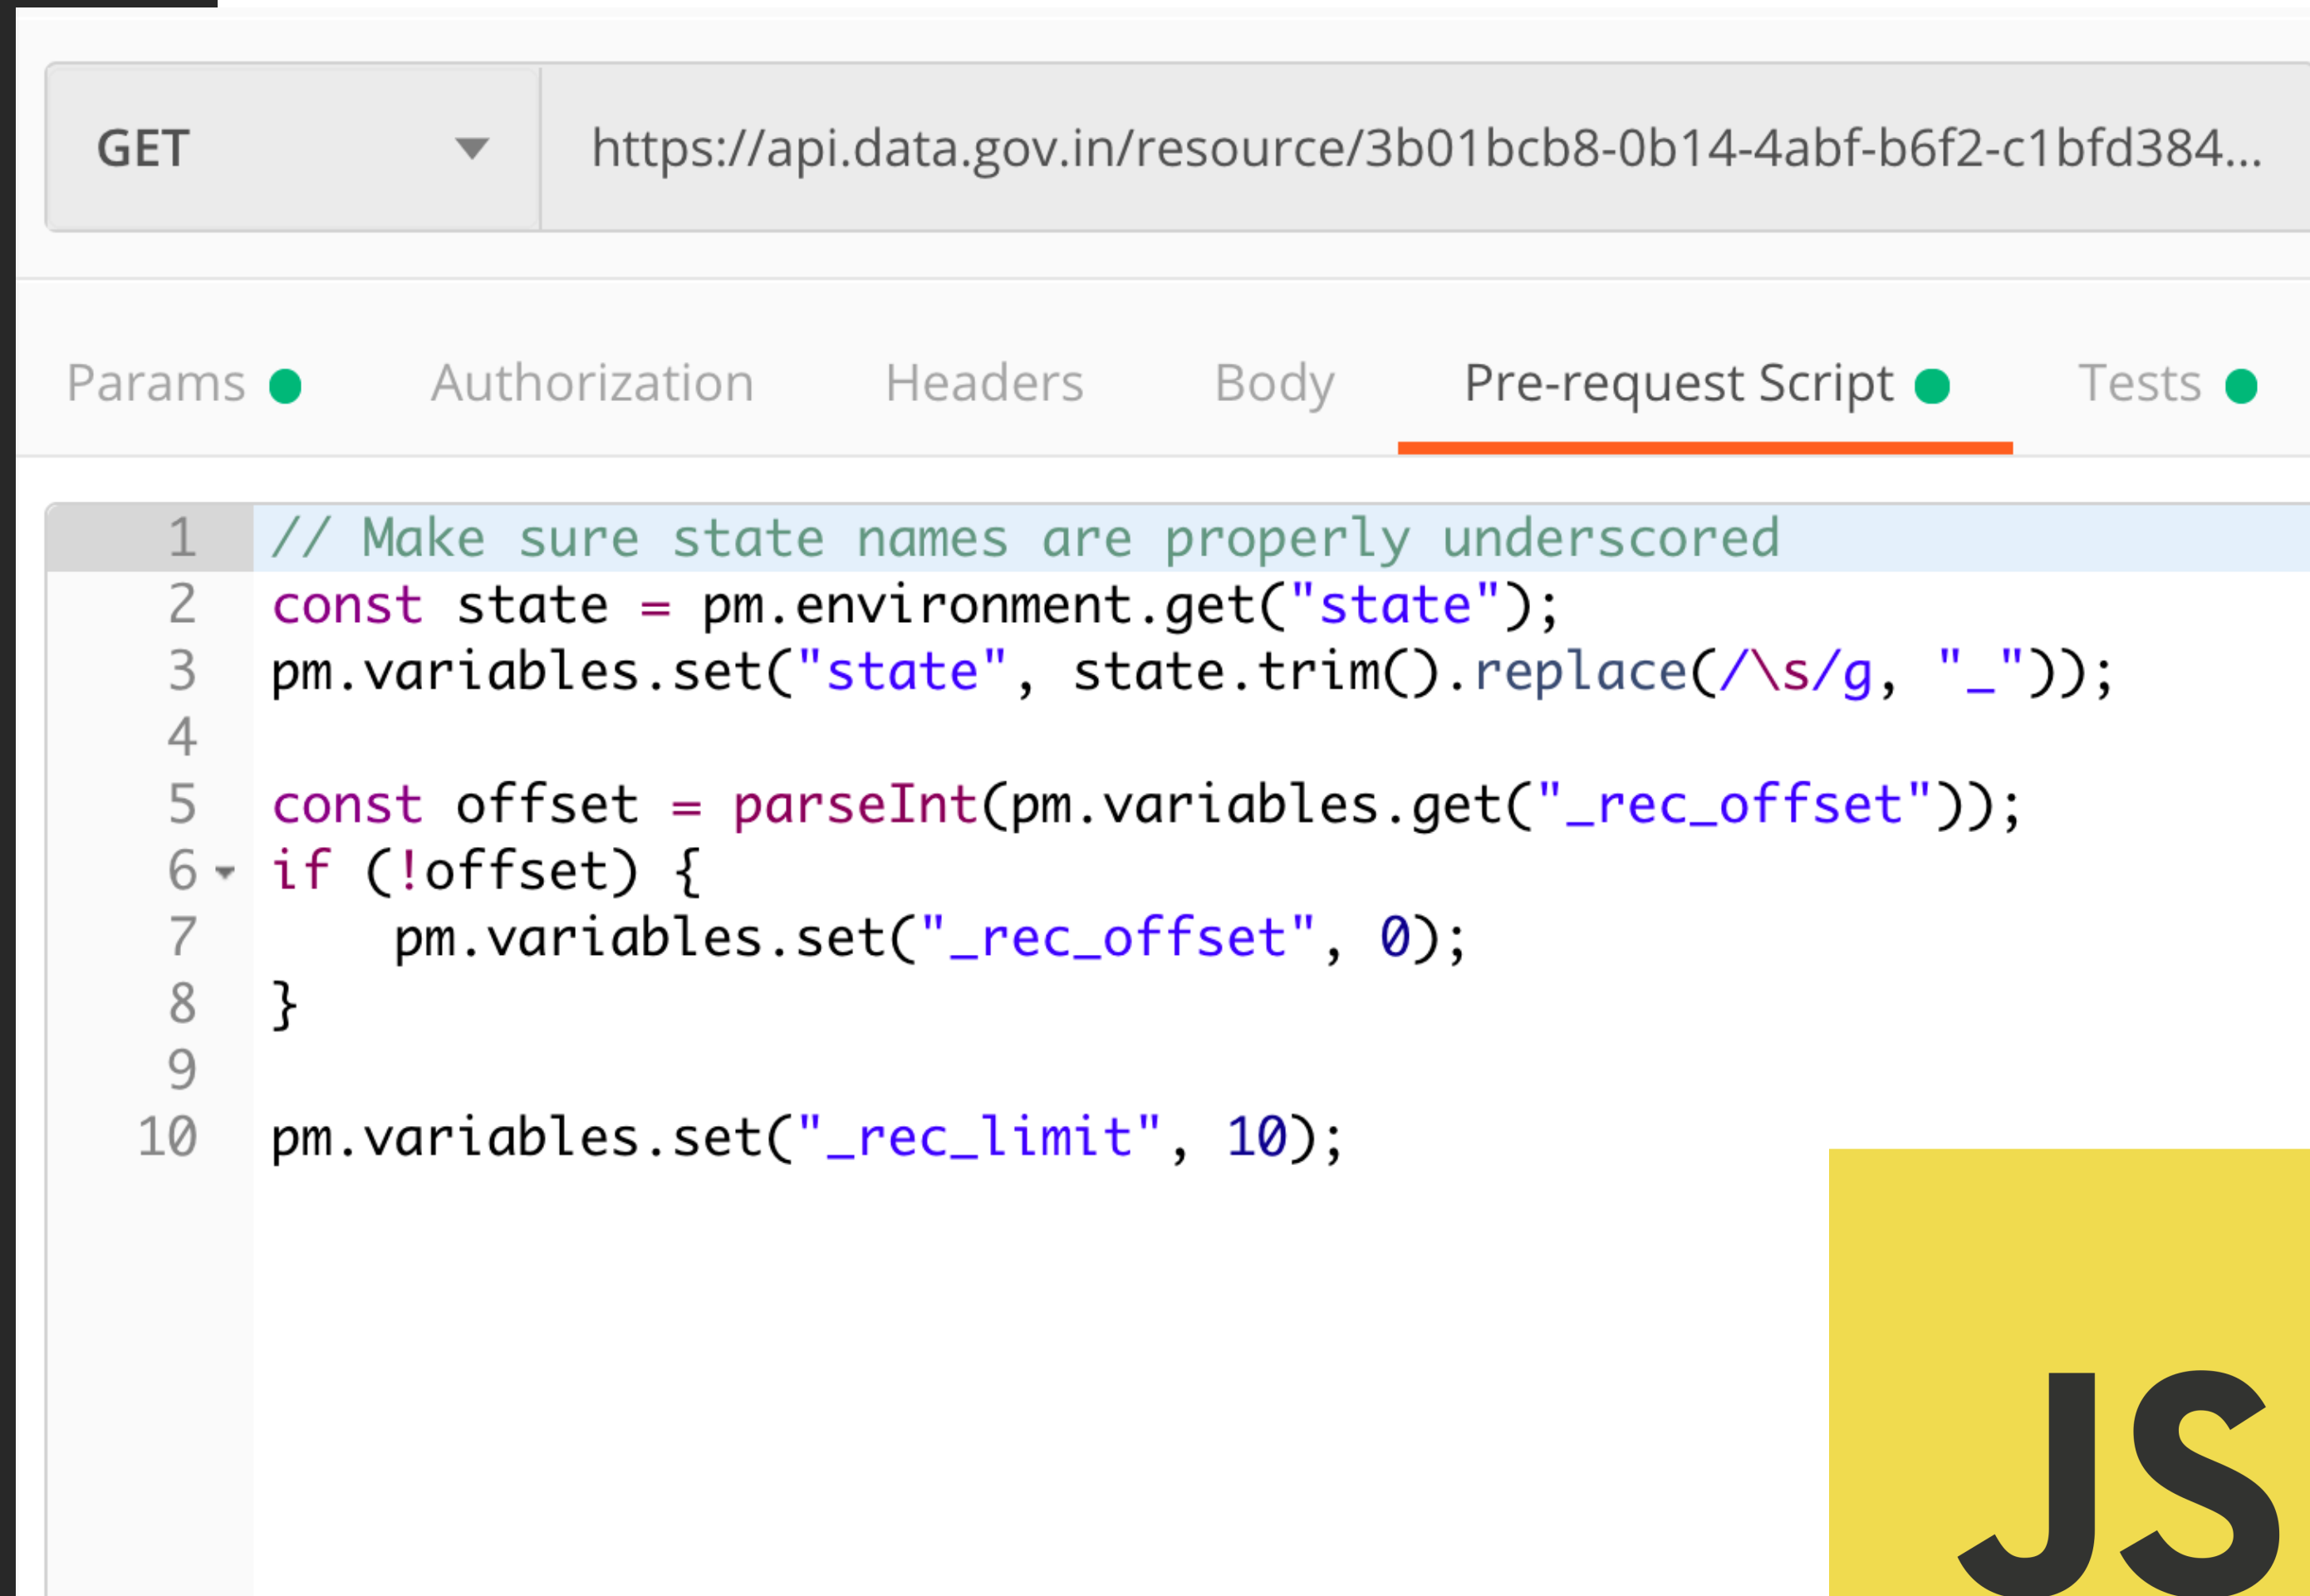 GET https://api.data.gov.in/resource/3b01bcb8-0b14-4abf-b6f2-c1bfd384...
Params Authorization Headers Body Pre-request Script Tests
1 // Make sure state names are properly underscored
2 const state = pm.environment.get("state");
3 pm.variables.set("state", state.trim().replace(/\s/g, "_"));
4
5 const offset = parseInt(pm.variables.get("_rec_offset"));
6 if (!offset) {
7     pm.variables.set("_rec_offset", 0);
8 }
9
10 pm.variables.set("_rec_limit", 10);
JS